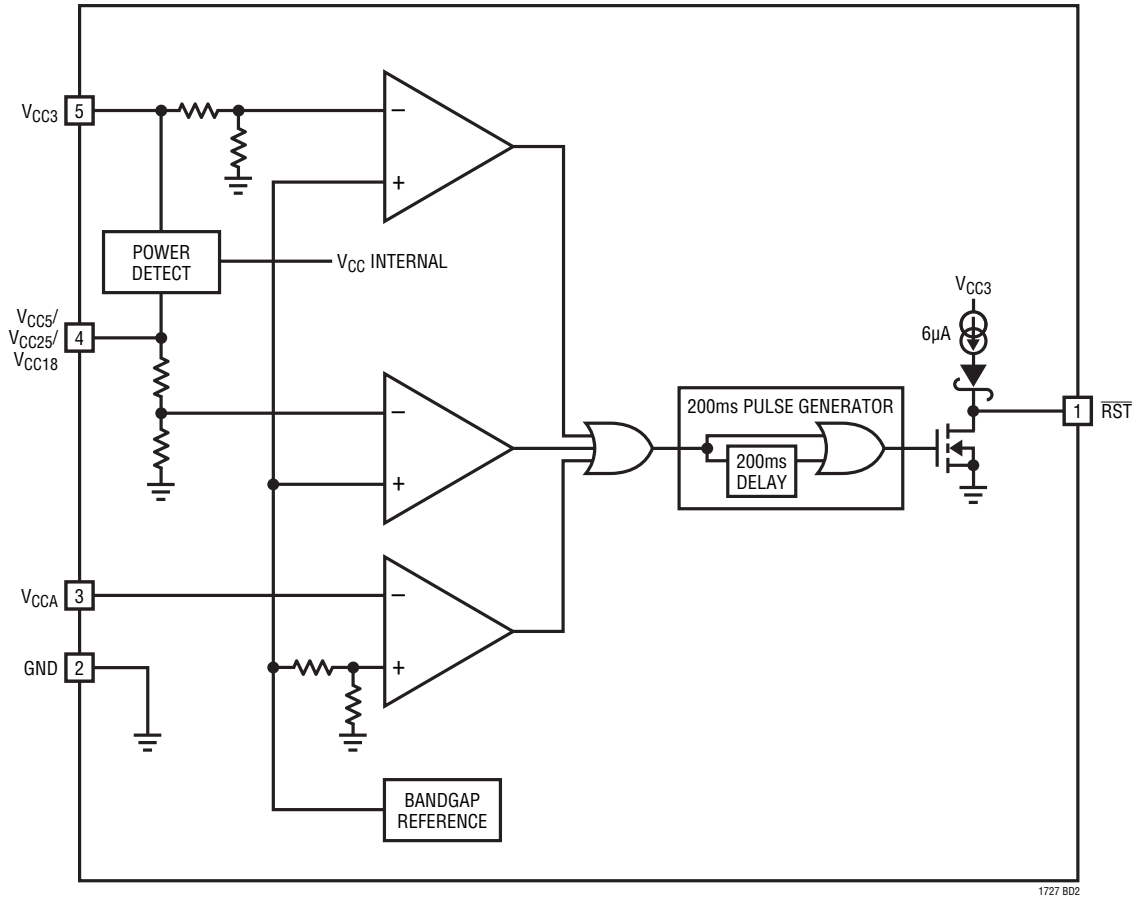 VCC3
5
−
+
POWER
DETECT
VCC INTERNAL
VCC5/
VCC25/
VCC18
4
−
+
VCCA
3
−
GND
2
+
BANDGAP
REFERENCE
200ms PULSE GENERATOR
200ms
DELAY
VCC3
6µA
1
RST
1727 BD2